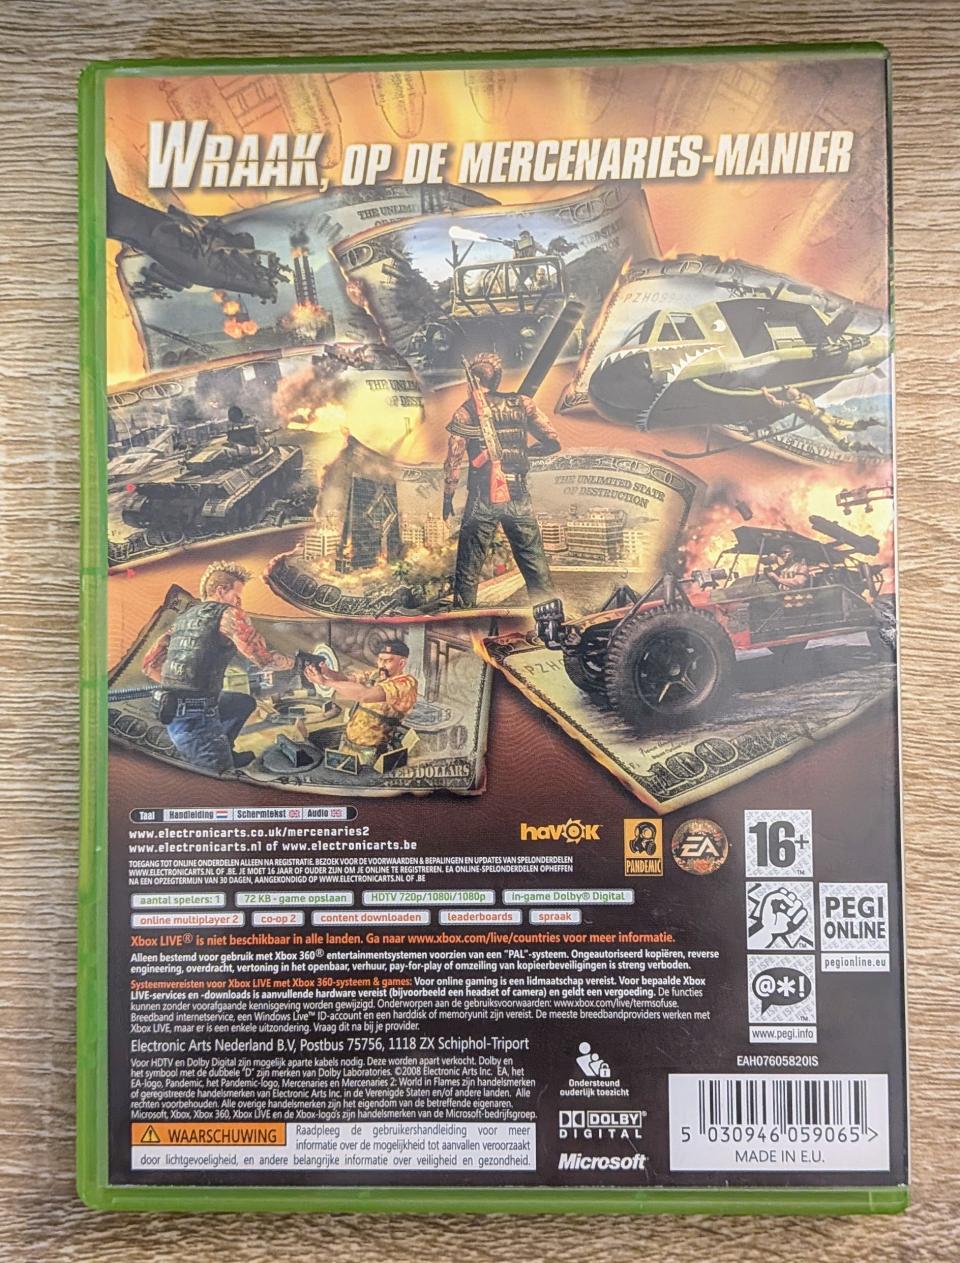 WRAAK, OP DE MERCENARIES-MANIER
THE UNLIMI
THE UNLI
OF DEST
PZH09
THE UNLIMITED STATE
OF DESTRUCTION
100
PZH
100
DOLLARS
100
Taal Handleiding Schermtekst Audio
www.electronicarts.co.uk/mercenaries2
www.electronicarts.nl of www.electronicarts.be
TOEGANG TOT ONLINE ONDERDELEN ALLEEN NA REGISTRATIE. BEZOEK VOOR DE VOORWAARDEN & BEPALINGEN EN UPDATES VAN SPELONDERDELEN
WWW.ELECTRONICARTS.NL OF .BE. JE MOET 16 JAAR OF OUDER ZIJN OM JE ONLINE TE REGISTREREN. EA ONLINE-SPELONDERDELEN OPHEFFEN
NA EEN OPZEGTERMIJN VAN 30 DAGEN, AANGEKONDIGD OP WWW.ELECTRONICARTS.NL OF .BE
havok
PANDEMIC
EA
16+
™
aantal spelers: 1 72 KB - game opslaan HDTV 720p/1080i/1080p in-game Dolby® Digital
online multiplayer 2 co-op 2 content downloaden leaderboards spraak
PEGI
ONLINE
pegionline.eu
@*!
www.pegi.info
Xbox LIVE® is niet beschikbaar in alle landen. Ga naar www.xbox.com/live/countries voor meer informatie.
Alleen bestemd voor gebruik met Xbox 360® entertainmentsystemen voorzien van een "PAL"-systeem. Ongeautoriseerd kopiëren, reverse
engineering, overdracht, vertoning in het openbaar, verhuur, pay-for-play of omzeiling van kopieerbeveiligingen is streng verboden.
Systeemvereisten voor Xbox LIVE met Xbox 360-systeem & games: Voor online gaming is een lidmaatschap vereist. Voor bepaalde Xbox
LIVE-services en -downloads is aanvullende hardware vereist (bijvoorbeeld een headset of camera) en geldt een vergoeding. De functies
kunnen zonder voorafgaande kennisgeving worden gewijzigd. Onderworpen aan de gebruiksvoorwaarden: www.xbox.com/live/termsofuse.
Breedband internetservice, een Windows Live™ ID-account en een harddisk of memoryunit zijn vereist. De meeste breedbandproviders werken met
Xbox LIVE, maar er is een enkele uitzondering. Vraag dit na bij je provider.
Electronic Arts Nederland B.V, Postbus 75756, 1118 ZX Schiphol-Triport
Voor HDTV en Dolby Digital zijn mogelijk aparte kabels nodig. Deze worden apart verkocht. Dolby en
het symbool met de dubbele "D" zijn merken van Dolby Laboratories. ©2008 Electronic Arts Inc. EA, het
EA-logo, Pandemic, het Pandemic-logo, Mercenaries en Mercenaries 2: World in Flames zijn handelsmerken
of geregistreerde handelsmerken van Electronic Arts Inc. in de Verenigde Staten en/of andere landen. Alle
rechten voorbehouden. Alle overige handelsmerken zijn het eigendom van de betreffende eigenaren.
Microsoft, Xbox, Xbox 360, Xbox LIVE en de Xbox-logo's zijn handelsmerken van de Microsoft-bedrijfsgroep.
WAARSCHUWING
Raadpleeg de gebruikershandleiding voor meer
informatie over de mogelijkheid tot aanvallen veroorzaakt
door lichtgevoeligheid, en andere belangrijke informatie over veiligheid en gezondheid.
Ondersteund
ouderlijk toezicht
DOLBY
DIGITAL
Microsoft®
EAH07605820IS
5 030946 059065 >
MADE IN E.U.